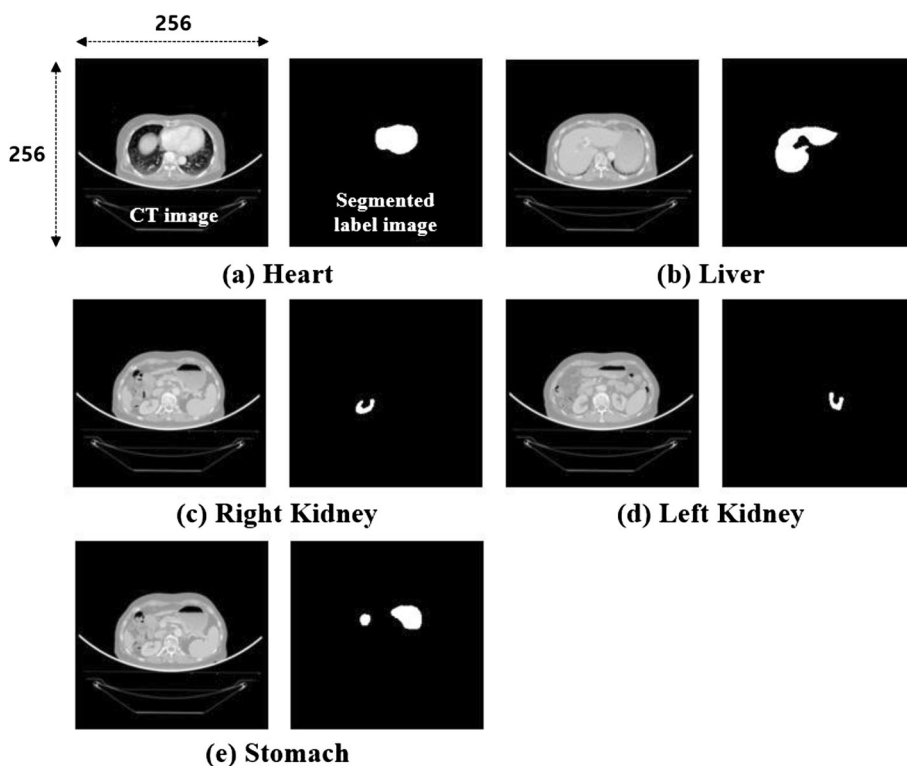 256
256
CT image
Segmented
label image
(a) Heart
(b) Liver
(c) Right Kidney
(d) Left Kidney
(e) Stomach